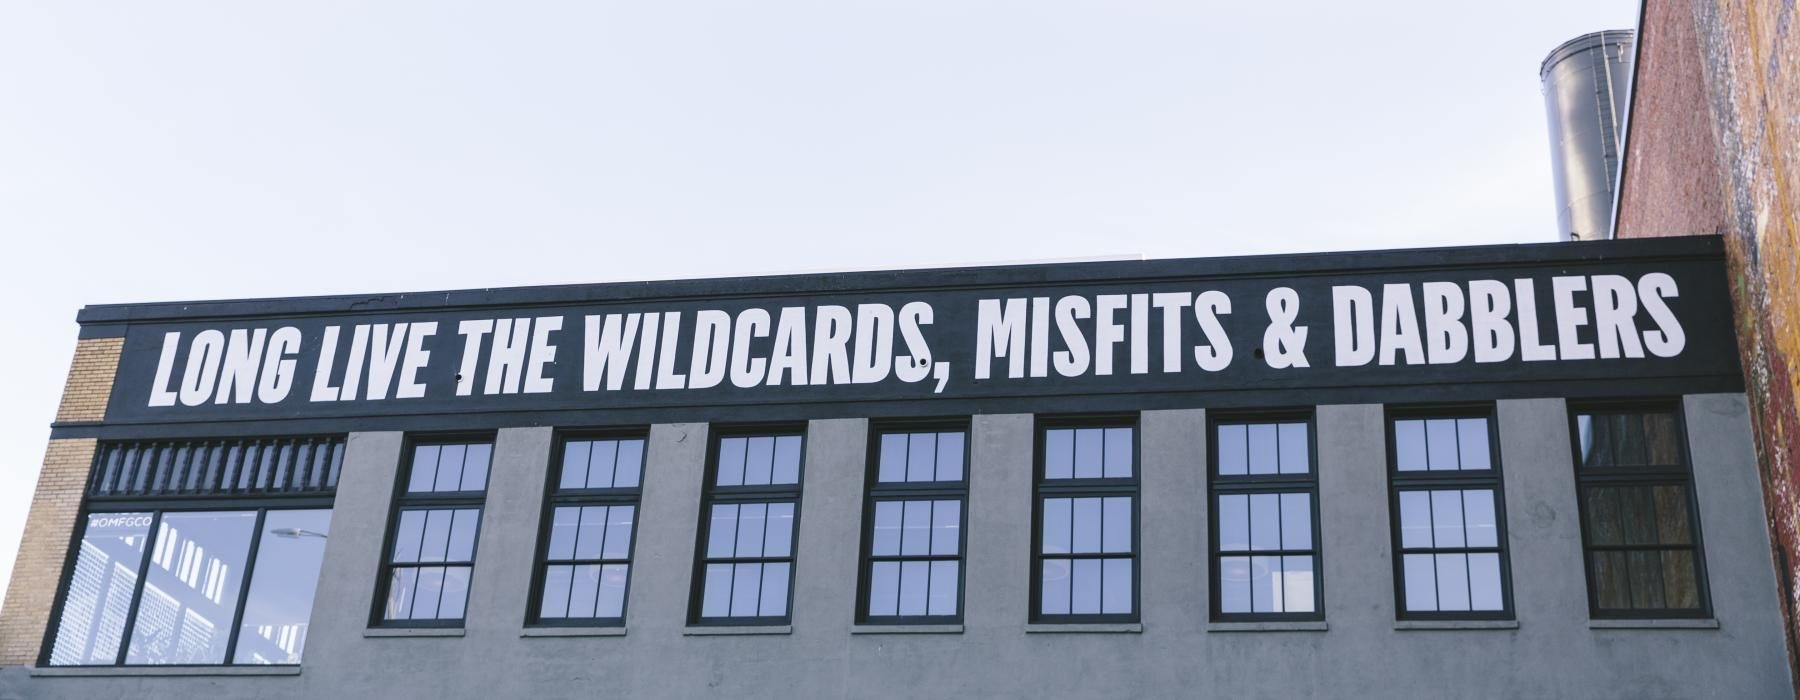 LONG LIVE THE WILDCARDS, MISFITS & DABBLERS
#OMFGCO